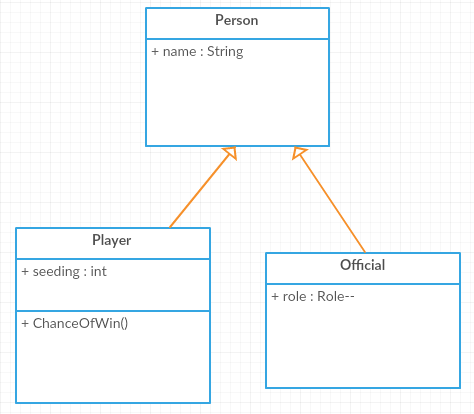 Person
+ name : String
Player
+ seeding : int
+ ChanceOfWin()
Official
+ role : Role--